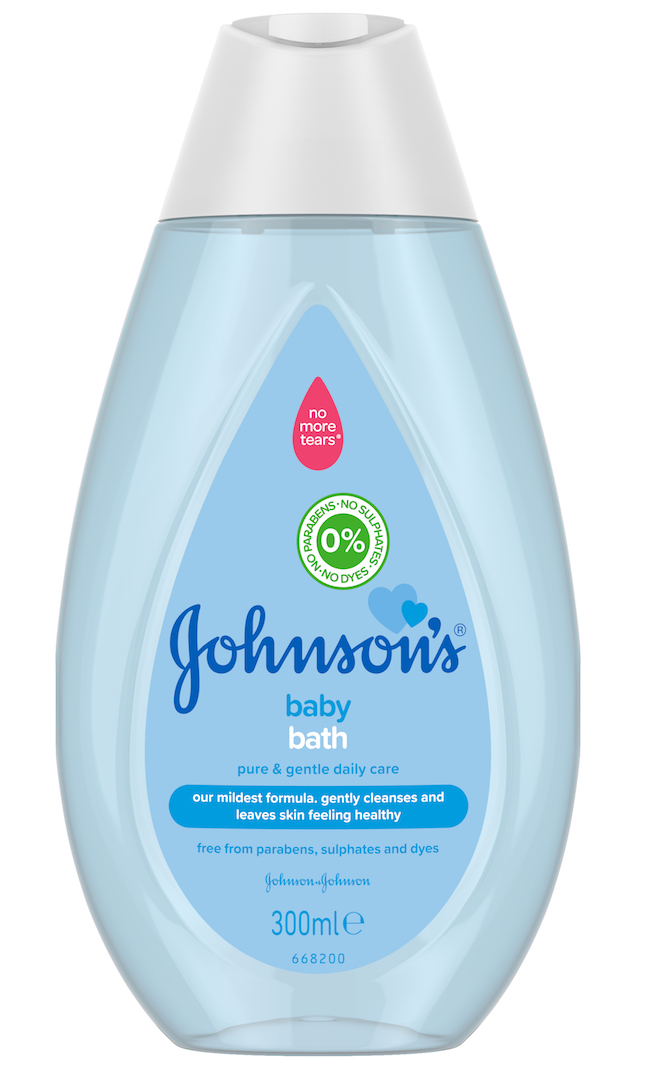 no
more
tears®
NO PARABENS · NO SULPHATES · NO DYES ·
0%
Johnson's®
baby
bath
pure & gentle daily care
our mildest formula. gently cleanses and
leaves skin feeling healthy
free from parabens, sulphates and dyes
Johnson & Johnson
300ml ℮
668200